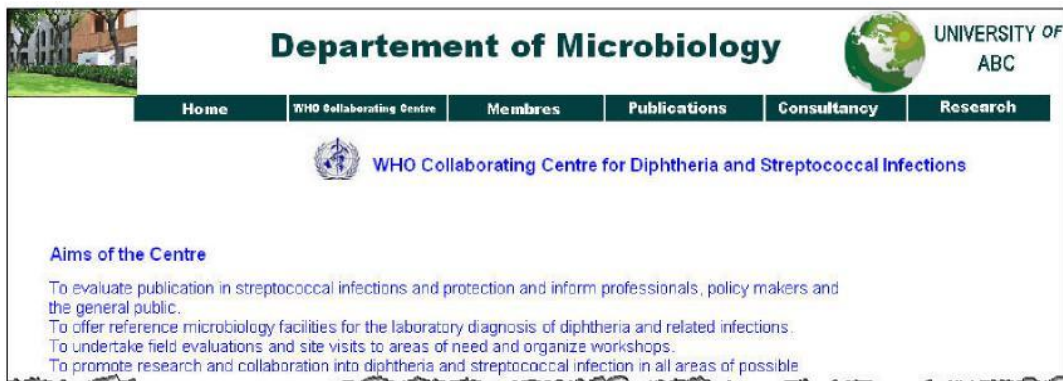 Departement of Microbiology
UNIVERSITY OF
ABC
Home WHO Collaborating Centre Membres Publications Consultancy Research
WHO Collaborating Centre for Diphtheria and Streptococcal Infections
Aims of the Centre
To evaluate publication in streptococcal infections and protection and inform professionals, policy makers and
the general public.
To offer reference microbiology facilities for the laboratory diagnosis of diphtheria and related infections.
To undertake field evaluations and site visits to areas of need and organize workshops.
To promote research and collaboration into diphtheria and streptococcal infection in all areas of possible